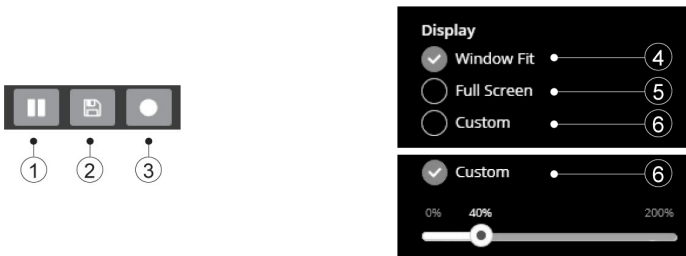 1 2 3
Display
Window Fit 4
Full Screen 5
Custom 6
Custom 6
0% 40% 200%